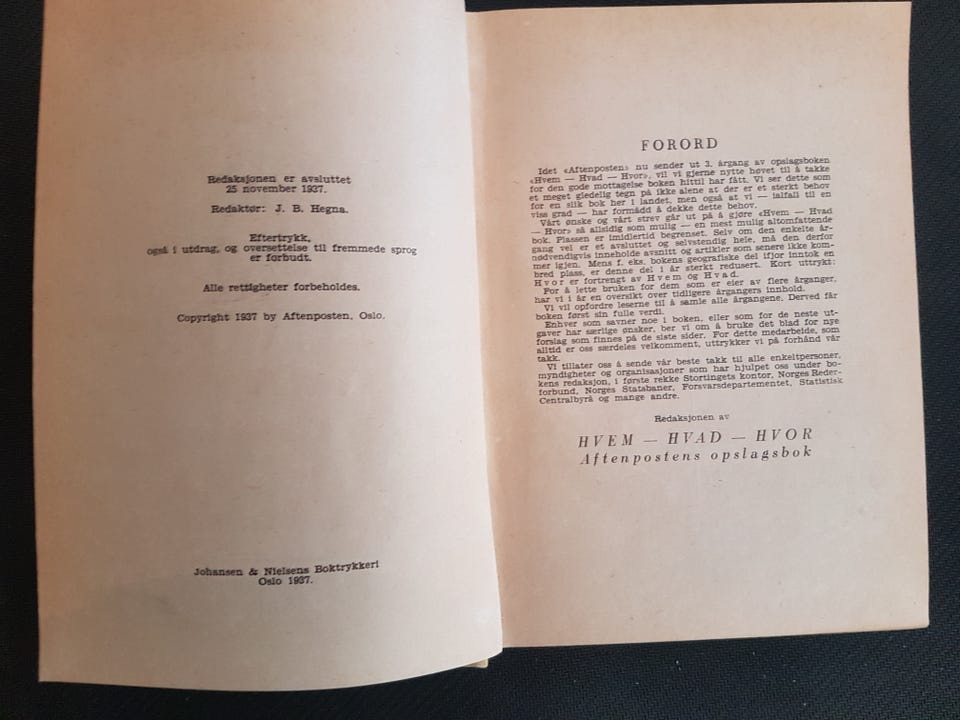 Redaksjonen er avsluttet
25 november 1937.
Redaktør: J. B. Hegna.
Eftertrykk,
også i utdrag, og oversettelse til fremmede sprog
er forbudt.
Alle rettigheter forbeholdes.
Copyright 1937 by Aftenposten, Oslo.
Johansen & Nielsens Boktrykkeri
Oslo 1937.
FORORD
Idet «Aftenposten» nu sender ut 3. årgang av opslagsboken
«Hvem — Hvad — Hvor», vil vi gjerne nytte høvet til å takke
for den gode mottagelse boken hittil har fått. Vi ser dette som
et meget gledelig tegn på ikke alene at der er et sterkt behov
for en slik bok her i landet, men også at vi — ialfall til en
viss grad — har formådd å dekke dette behov.
Vårt ønske og vårt strev går ut på å gjøre «Hvem — Hvad
— Hvor» så allsidig som mulig — en mest mulig altomfattende
bok. Plassen er imidlertid begrenset. Selv om den enkelte år-
gang vel er et avsluttet og selvstendig hele, må den derfor
nødvendigvis inneholde avsnitt og artikler som senere ikke kom-
mer igjen. Mens f. eks. bokens geografiske del ifjor inntok en
bred plass, er denne del i år sterkt redusert. Kort uttrykt:
Hvor er fortrengt av Hvem og Hvad.
For å lette bruken for dem som er eier av flere årganger,
har vi i år en oversikt over tidligere årgangers innhold.
Vi vil opfordre leserne til å samle alle årgangene. Derved får
boken først sin fulle verdi.
Enhver som savner noe i boken, eller som for de neste ut-
gaver har særlige ønsker, ber vi om å bruke det blad for nye
forslag som finnes på de siste sider. For dette medarbeide, som
alltid er oss særdeles velkomment, uttrykker vi på forhånd vår
takk.
Vi tillater oss å sende vår beste takk til alle enkeltpersoner,
myndigheter og organisasjoner som har hjulpet oss under bo-
kens redaksjon, i første rekke Stortingets kontor, Norges Reder-
forbund, Norges Statsbaner, Forsvarsdepartementet, Statistisk
Centralbyrå og mange andre.
Redaksjonen av
HVEM — HVAD — HVOR
Aftenpostens opslagsbok